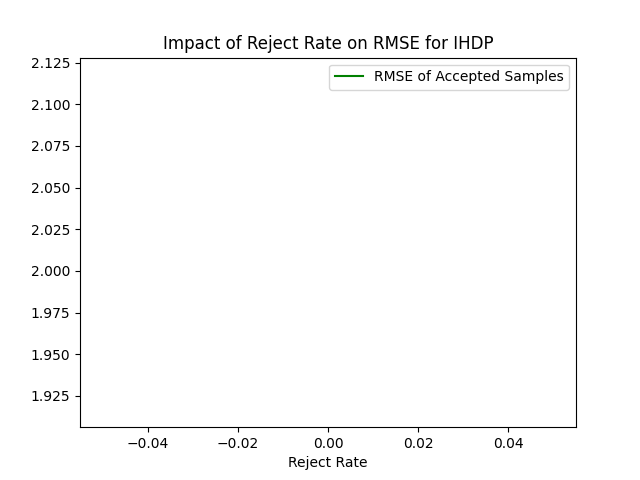 Impact of Reject Rate on RMSE for IHDP
RMSE of Accepted Samples
2.125
2.100
2.075
2.050
2.025
2.000
1.975
1.950
1.925
−0.04 −0.02 0.00 0.02 0.04
Reject Rate